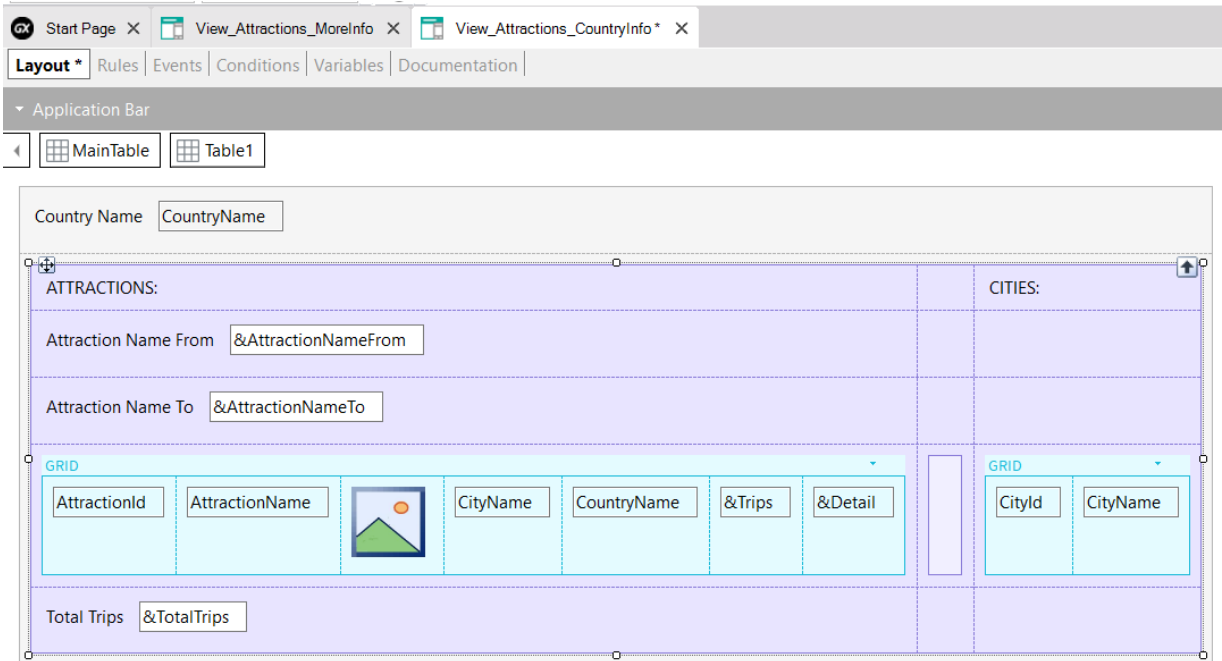 GX Start Page View_Attractions_MoreInfo View_Attractions_CountryInfo *
Layout * Rules Events Conditions Variables Documentation
Application Bar
MainTable Table1
Country Name CountryName
ATTRACTIONS: CITIES:
Attraction Name From &AttractionNameFrom
Attraction Name To &AttractionNameTo
GRID GRID
AttractionId AttractionName CityName CountryName &Trips &Detail CityId CityName
Total Trips &TotalTrips